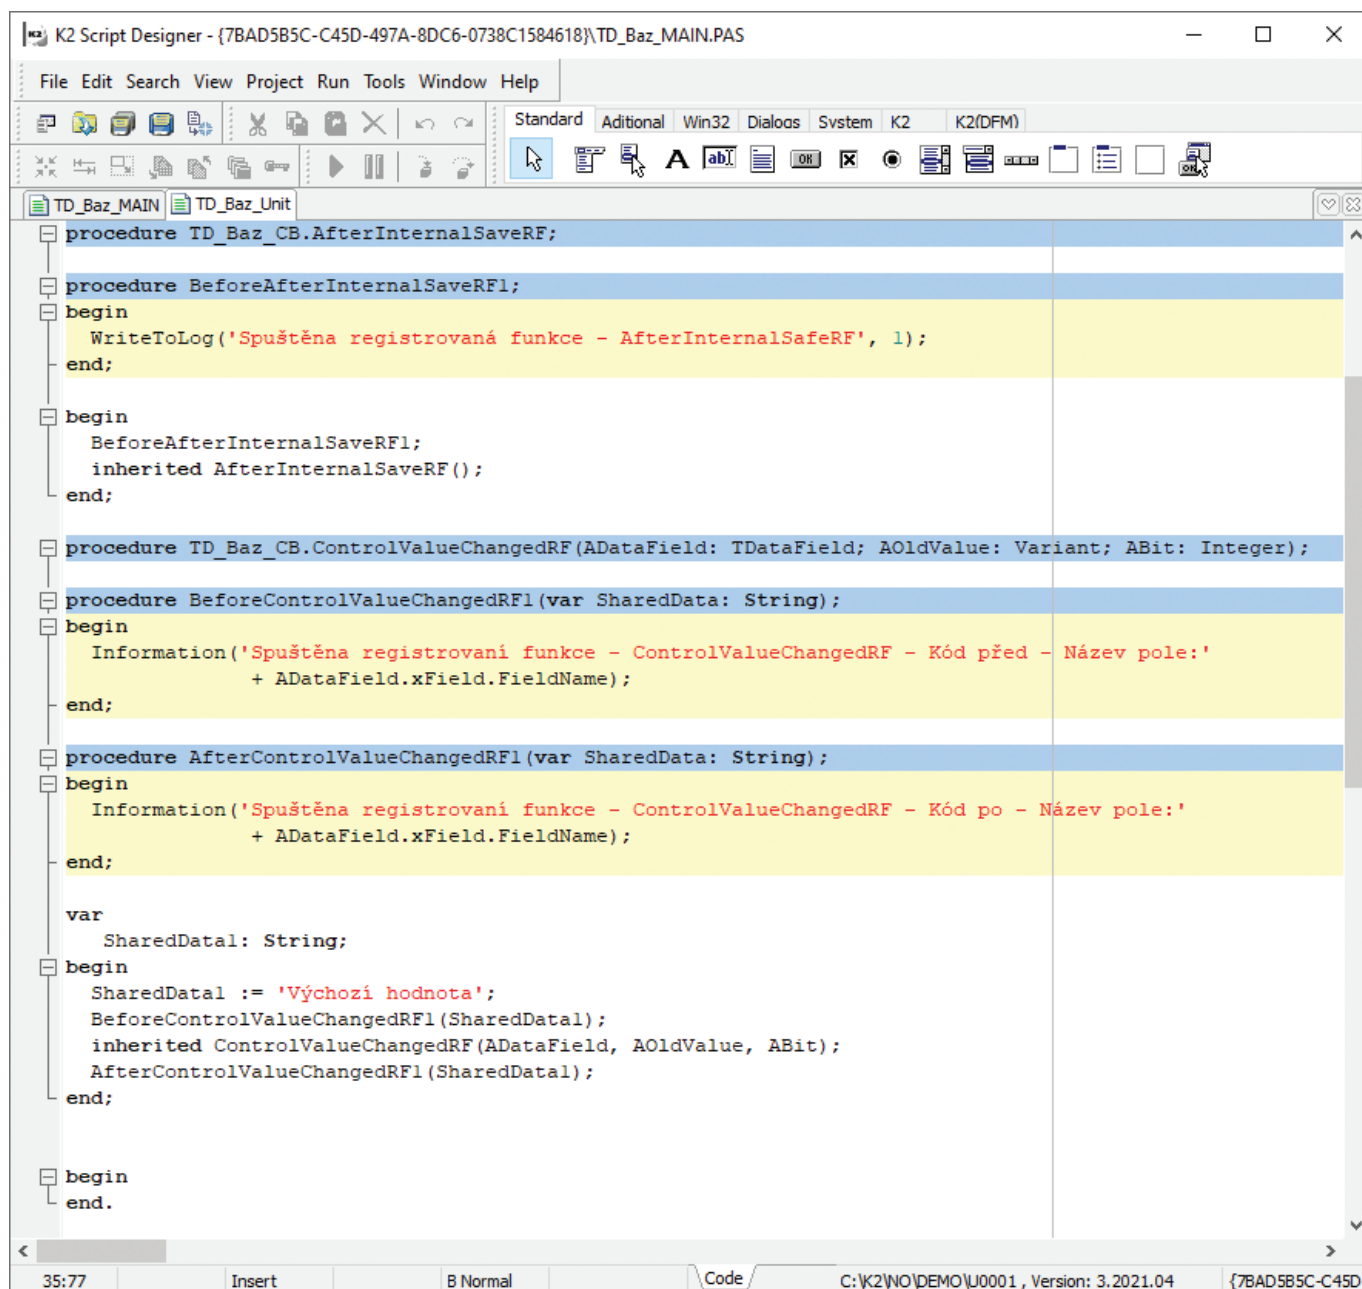 K2 Script Designer - {7BAD5B5C-C45D-497A-8DC6-0738C1584618}\TD_Baz_MAIN.PAS
File Edit Search View Project Run Tools Window Help
Standard Aditional Win32 Dialogs System K2 K2(DFM)
TD_Baz_MAIN TD_Baz_Unit
procedure TD_Baz_CB.AfterInternalSaveRF;
procedure BeforeAfterInternalSaveRF1;
begin
WriteToLog('Spuštěna registrovaná funkce - AfterInternalSafeRF', 1);
end;
begin
BeforeAfterInternalSaveRF1;
inherited AfterInternalSaveRF();
end;
procedure TD_Baz_CB.ControlValueChangedRF(ADataField: TDataField; AOldValue: Variant; ABit: Integer);
procedure BeforeControlValueChangedRF1(var SharedData: String);
begin
Information('Spuštěna registrovaní funkce - ControlValueChangedRF - Kód před - Název pole:'
+ ADataField.xField.FieldName);
end;
procedure AfterControlValueChangedRF1(var SharedData: String);
begin
Information('Spuštěna registrovaní funkce - ControlValueChangedRF - Kód po - Název pole:'
+ ADataField.xField.FieldName);
end;
var
SharedData1: String;
begin
SharedData1 := 'Výchozí hodnota';
BeforeControlValueChangedRF1(SharedData1);
inherited ControlValueChangedRF(ADataField, AOldValue, ABit);
AfterControlValueChangedRF1(SharedData1);
end;
begin
end.
35:77 Insert B Normal Code C:\K2\NO\DEMO\U0001 , Version: 3.2021.04 {7BAD5B5C-C45D